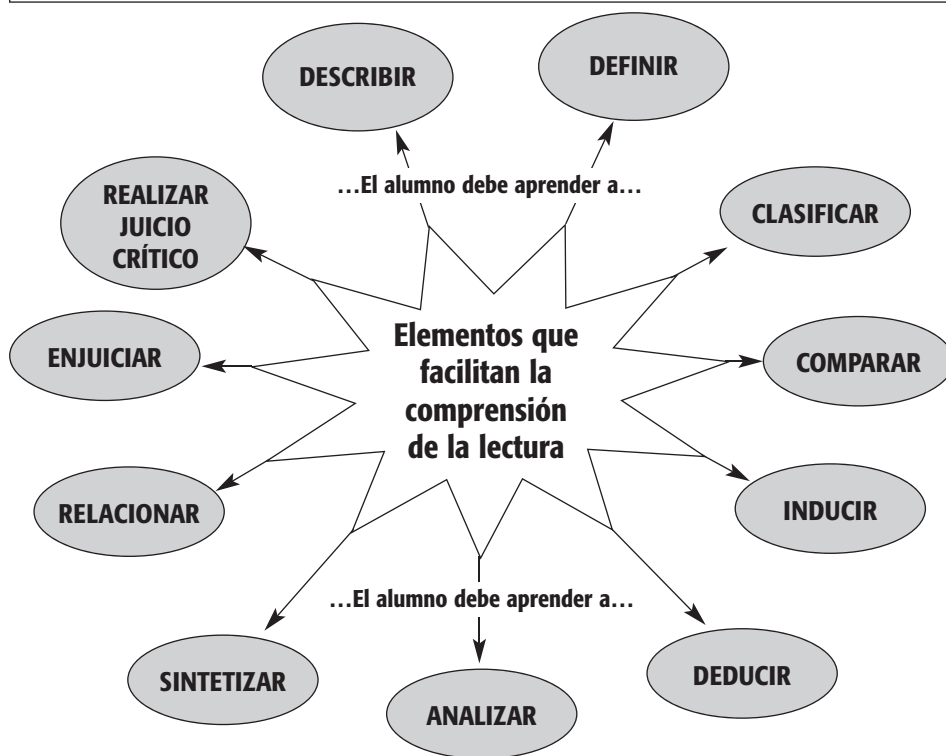 DESCRIBIR
DEFINIR
…El alumno debe aprender a…
REALIZAR
JUICIO
CRÍTICO
CLASIFICAR
Elementos que
facilitan la
comprensión
de la lectura
ENJUICIAR
COMPARAR
RELACIONAR
INDUCIR
…El alumno debe aprender a…
SINTETIZAR
ANALIZAR
DEDUCIR